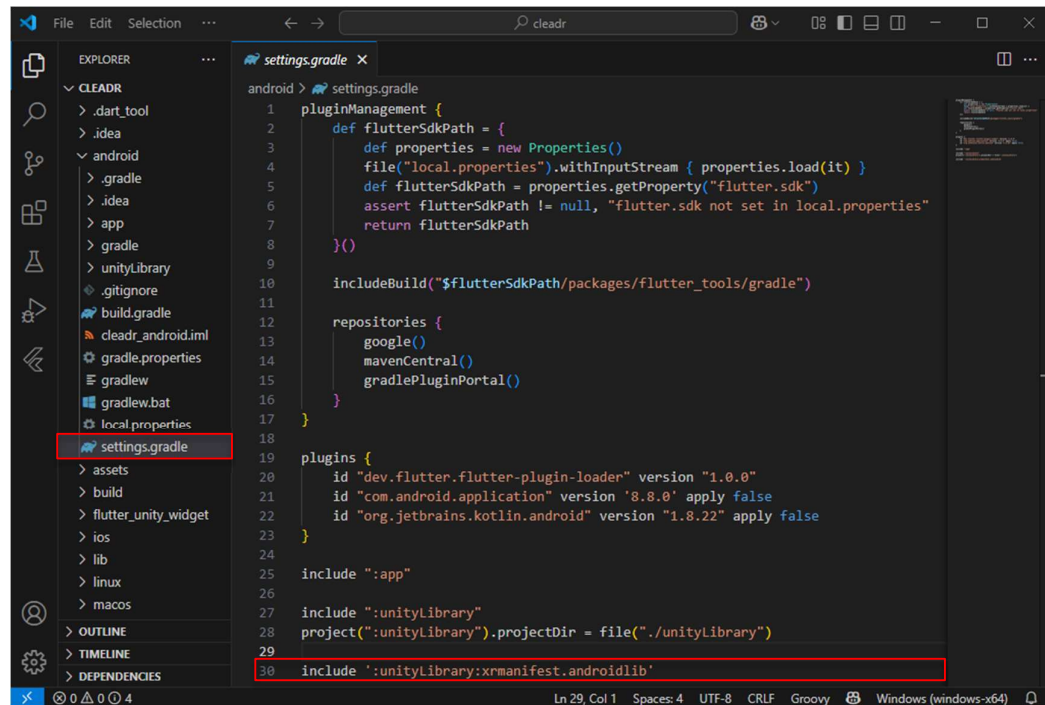 File Edit Selection ··· cleadr
EXPLORER ···
CLEADR
.dart_tool
.idea
android
.gradle
.idea
app
gradle
unityLibrary
.gitignore
build.gradle
cleadr_android.iml
gradle.properties
gradlew
gradlew.bat
local.properties
settings.gradle
assets
build
flutter_unity_widget
ios
lib
linux
macos
OUTLINE
TIMELINE
DEPENDENCIES
settings.gradle
android > settings.gradle
1 pluginManagement {
2 def flutterSdkPath = {
3 def properties = new Properties()
4 file("local.properties").withInputStream { properties.load(it) }
5 def flutterSdkPath = properties.getProperty("flutter.sdk")
6 assert flutterSdkPath != null, "flutter.sdk not set in local.properties"
7 return flutterSdkPath
8 }()
9
10 includeBuild("$flutterSdkPath/packages/flutter_tools/gradle")
11
12 repositories {
13 google()
14 mavenCentral()
15 gradlePluginPortal()
16 }
17 }
18
19 plugins {
20 id "dev.flutter.flutter-plugin-loader" version "1.0.0"
21 id "com.android.application" version '8.8.0' apply false
22 id "org.jetbrains.kotlin.android" version "1.8.22" apply false
23 }
24
25 include ":app"
26
27 include ":unityLibrary"
28 project(":unityLibrary").projectDir = file("./unityLibrary")
29
30 include ':unityLibrary:xrmanifest.androidlib'
0 0 4 Ln 29, Col 1 Spaces: 4 UTF-8 CRLF Groovy Windows (windows-x64)